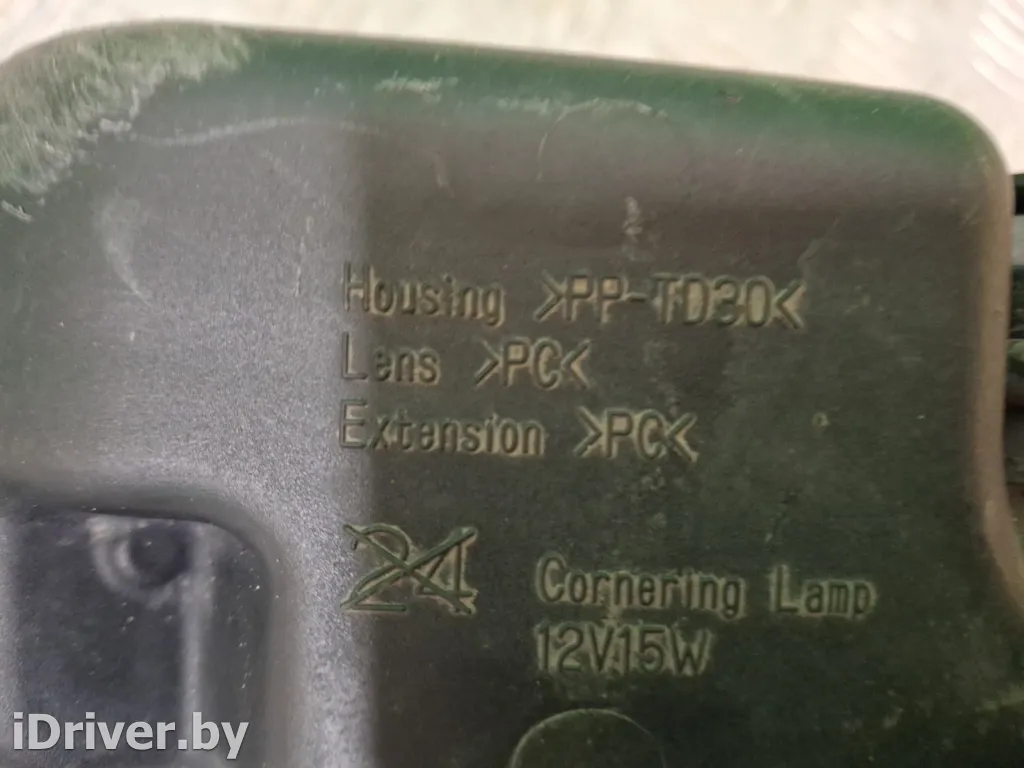 Housing >PP-TD30<
Lens >PC<
Extension >PC<
24
Cornering Lamp
12V15W
iDriver.by